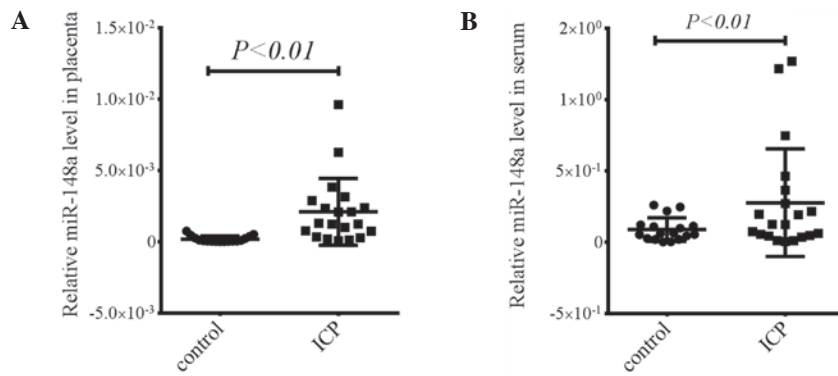 A
Relative miR-148a level in placenta
1.5×10⁻²
1.0×10⁻²
5.0×10⁻³
0
-5.0×10⁻³
P<0.01
control
ICP
B
Relative miR-148a level in serum
2×10⁰
1×10⁰
5×10⁻¹
0
-5×10⁻¹
P<0.01
control
ICP